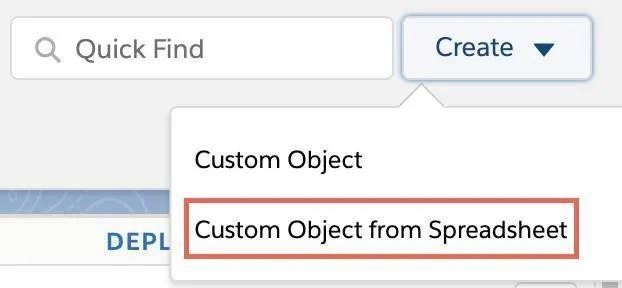 Quick Find
Create
Custom Object
Custom Object from Spreadsheet
DEPL